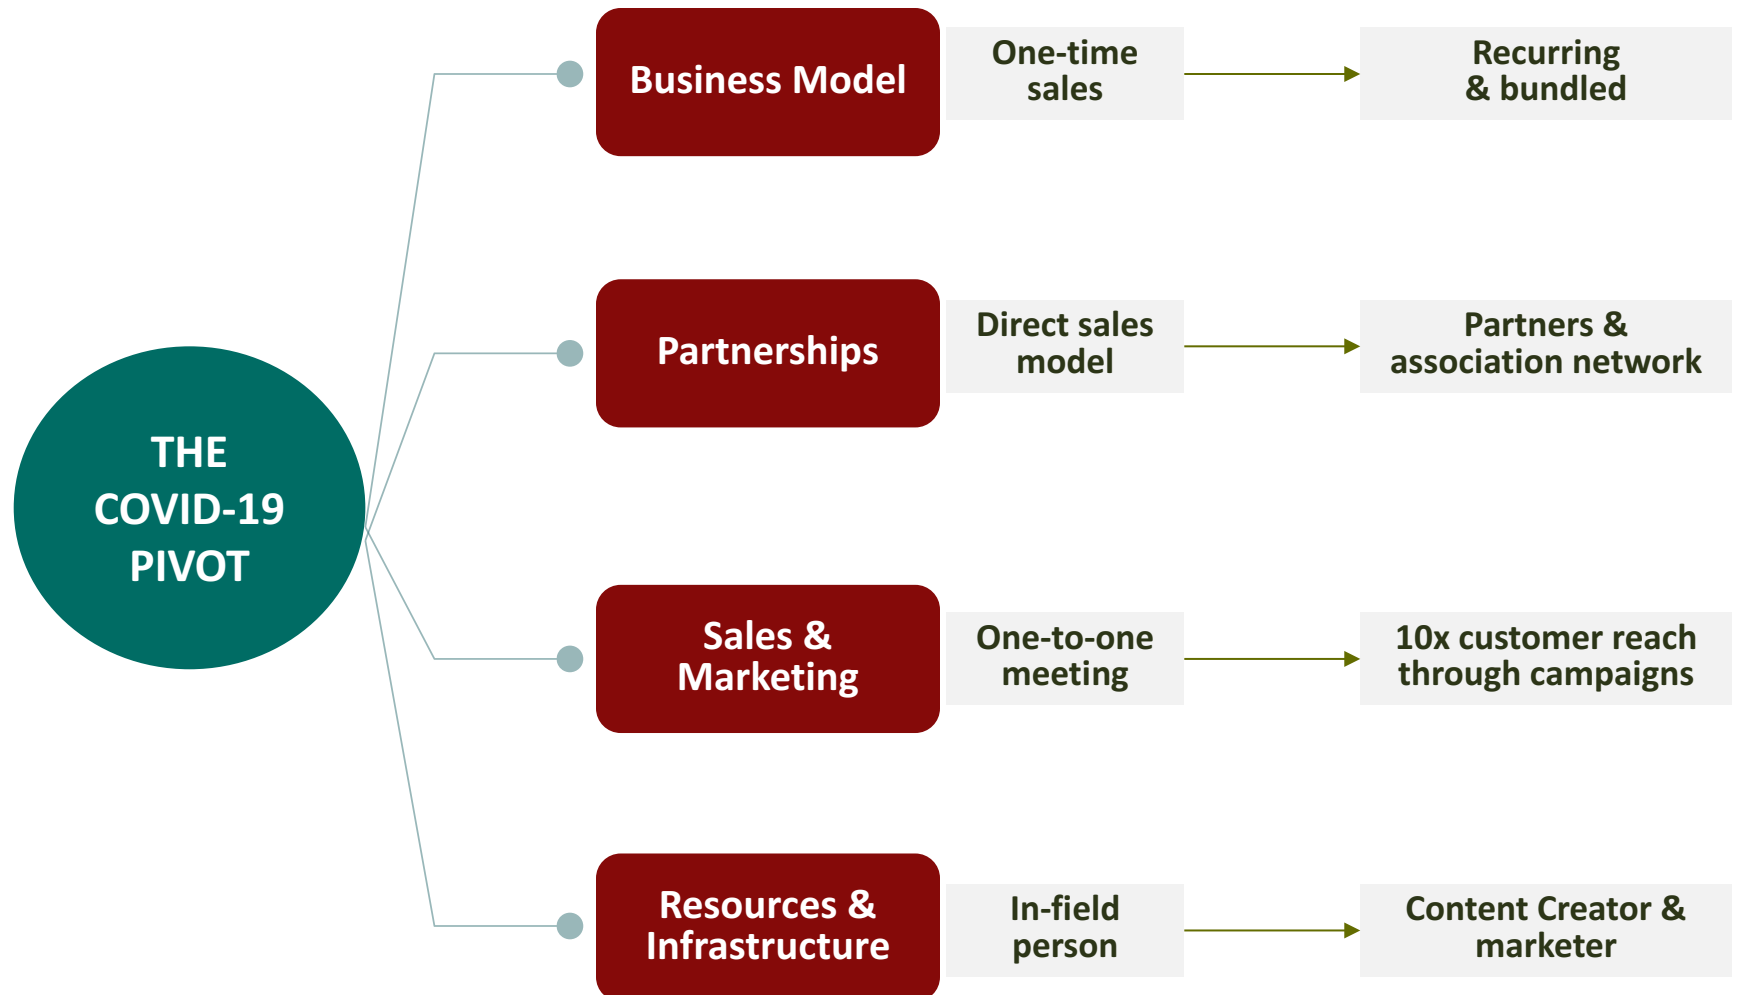 THE
COVID-19
PIVOT
Business Model
One-time
sales
Recurring
& bundled
Partnerships
Direct sales
model
Partners &
association network
Sales &
Marketing
One-to-one
meeting
10x customer reach
through campaigns
Resources &
Infrastructure
In-field
person
Content Creator &
marketer